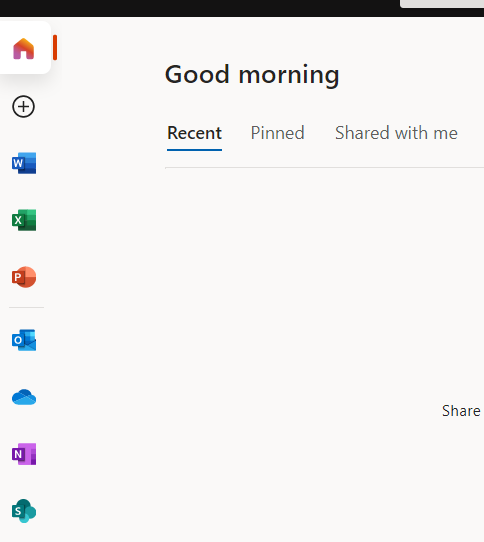 Good morning
Recent
Pinned
Shared with me
W
X
P
O
Share
N
S